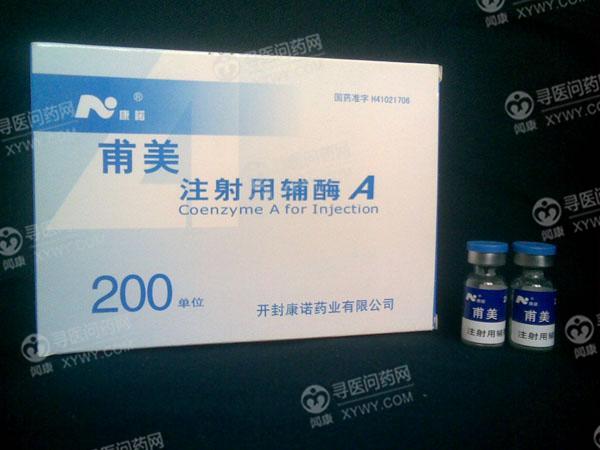 康诺
®
国药准字 H41021706
甫美
注射用辅酶 A
Coenzyme A for Injection
200 单位
开封康诺药业有限公司
甫美
注射用辅
甫美
注射用辅
寻医问药网
XYWY.COM
闻康